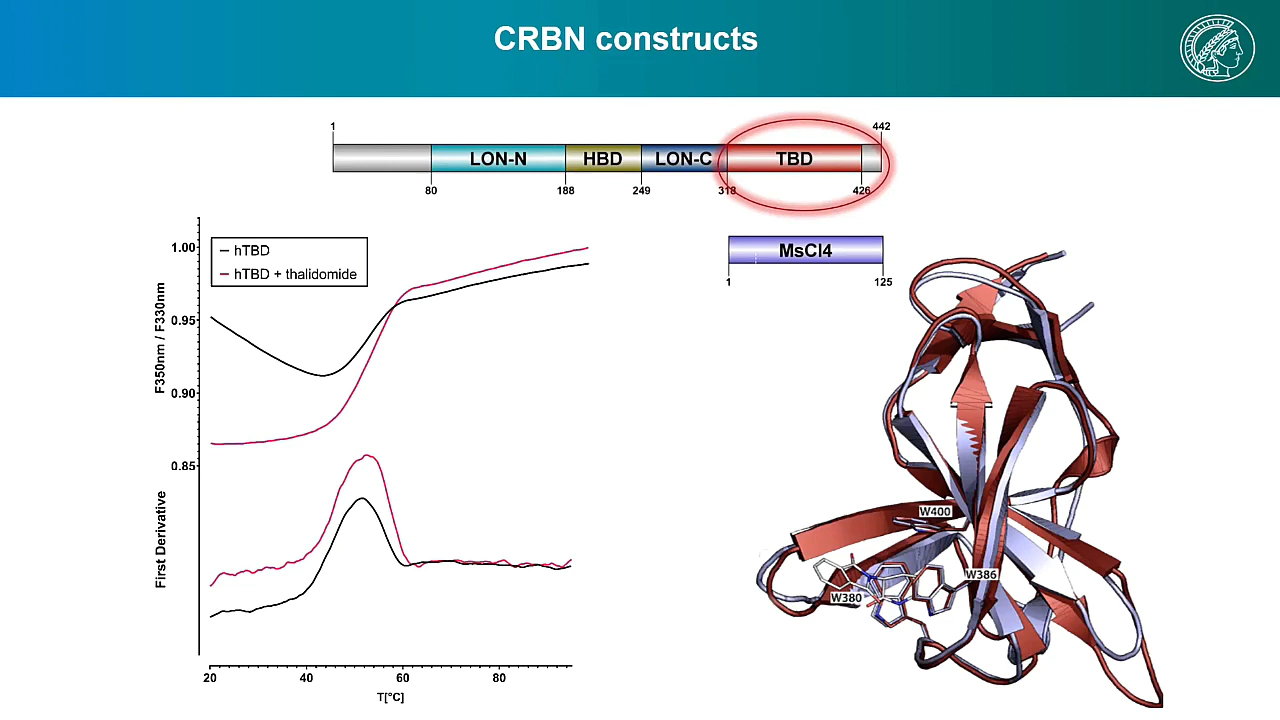 CRBN constructs
1
442
LON-N
HBD
LON-C
TBD
80
188
249
318
426
MsCl4
1
125
hTBD
hTBD + thalidomide
F350nm / F330nm
1.00
0.95
0.90
0.85
First Derivative
20
40
60
80
T[°C]
W400
W386
W380